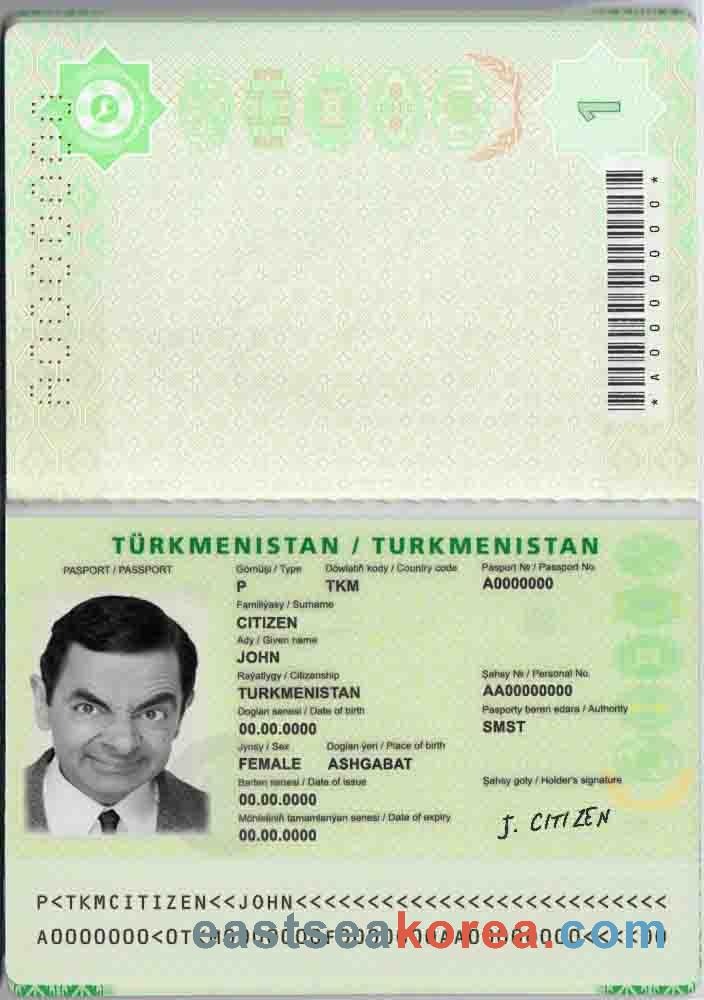 1
*A00000000*
TÜRKMENISTAN / TURKMENISTAN
PASPORT / PASSPORT
Görnüşi / Type Döwletiň kody / Country code Pasport № / Passport No.
P TKM A0000000
Familiýasy / Surname
CITIZEN
Ady / Given name
JOHN
Raýatlygy / Citizenship Şahsy № / Personal No.
TURKMENISTAN AA00000000
Doglan senesi / Date of birth Pasporty beren edara / Authority
00.00.0000 SMST
Jynsy / Sex Doglan ýeri / Place of birth
FEMALE ASHGABAT
Berlen senesi / Date of issue Şahsy goly / Holder's signature
00.00.0000
J. CITIZEN
Möhletiniň tamamlanýan senesi / Date of expiry
00.00.0000
P<TKMCITIZEN<<JOHN<<<<<<<<<<<<<<<<<<<<<<<<<<
eastseakorea.com